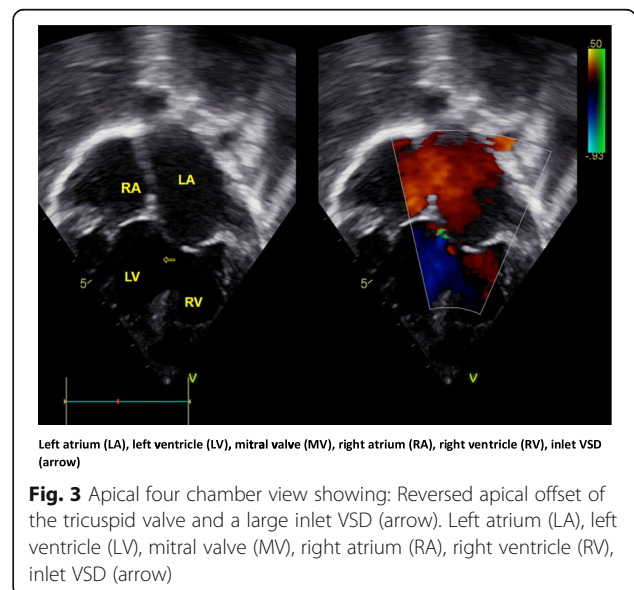 .50
-.93
RA
LA
LV
RV
5
5
V
V
Left atrium (LA), left ventricle (LV), mitral valve (MV), right atrium (RA), right ventricle (RV), inlet VSD
(arrow)
Fig. 3 Apical four chamber view showing: Reversed apical offset of
the tricuspid valve and a large inlet VSD (arrow). Left atrium (LA), left
ventricle (LV), mitral valve (MV), right atrium (RA), right ventricle (RV),
inlet VSD (arrow)